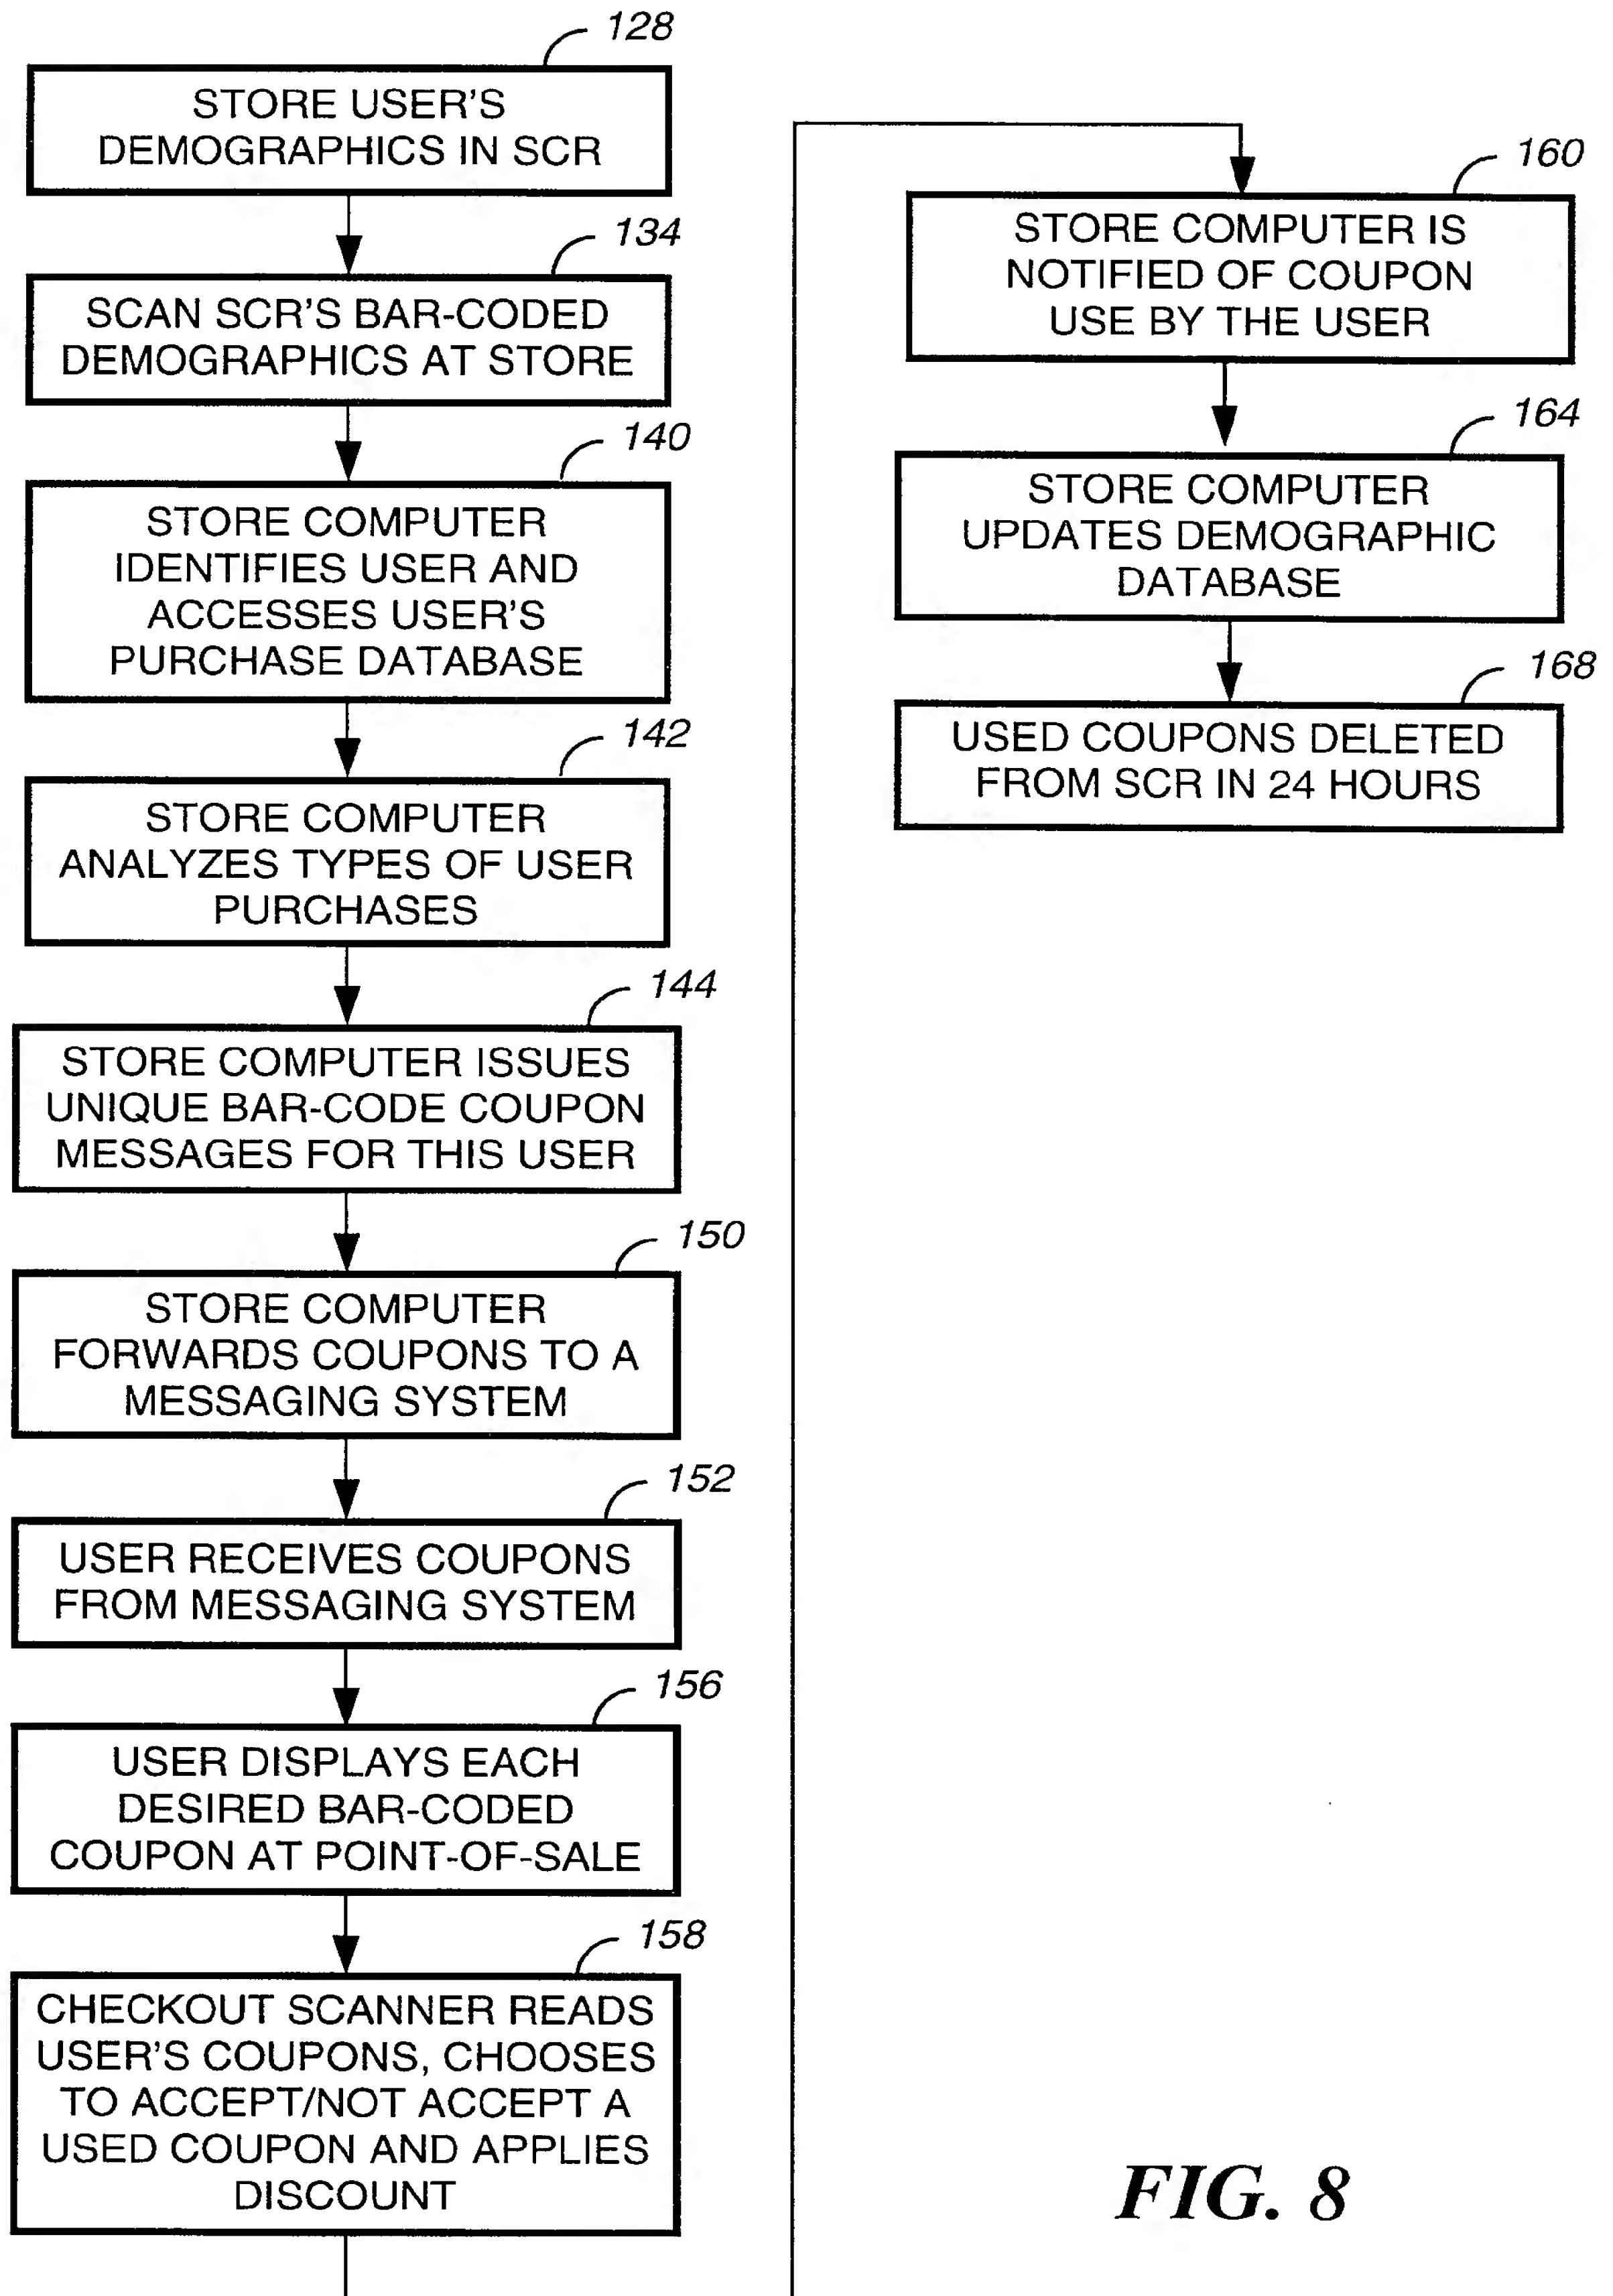 128
STORE USER'S
DEMOGRAPHICS IN SCR
134
SCAN SCR'S BAR-CODED
DEMOGRAPHICS AT STORE
140
STORE COMPUTER
IDENTIFIES USER AND
ACCESSES USER'S
PURCHASE DATABASE
142
STORE COMPUTER
ANALYZES TYPES OF USER
PURCHASES
144
STORE COMPUTER ISSUES
UNIQUE BAR-CODE COUPON
MESSAGES FOR THIS USER
150
STORE COMPUTER
FORWARDS COUPONS TO A
MESSAGING SYSTEM
152
USER RECEIVES COUPONS
FROM MESSAGING SYSTEM
156
USER DISPLAYS EACH
DESIRED BAR-CODED
COUPON AT POINT-OF-SALE
158
CHECKOUT SCANNER READS
USER'S COUPONS, CHOOSES
TO ACCEPT/NOT ACCEPT A
USED COUPON AND APPLIES
DISCOUNT
160
STORE COMPUTER IS
NOTIFIED OF COUPON
USE BY THE USER
164
STORE COMPUTER
UPDATES DEMOGRAPHIC
DATABASE
168
USED COUPONS DELETED
FROM SCR IN 24 HOURS
FIG. 8